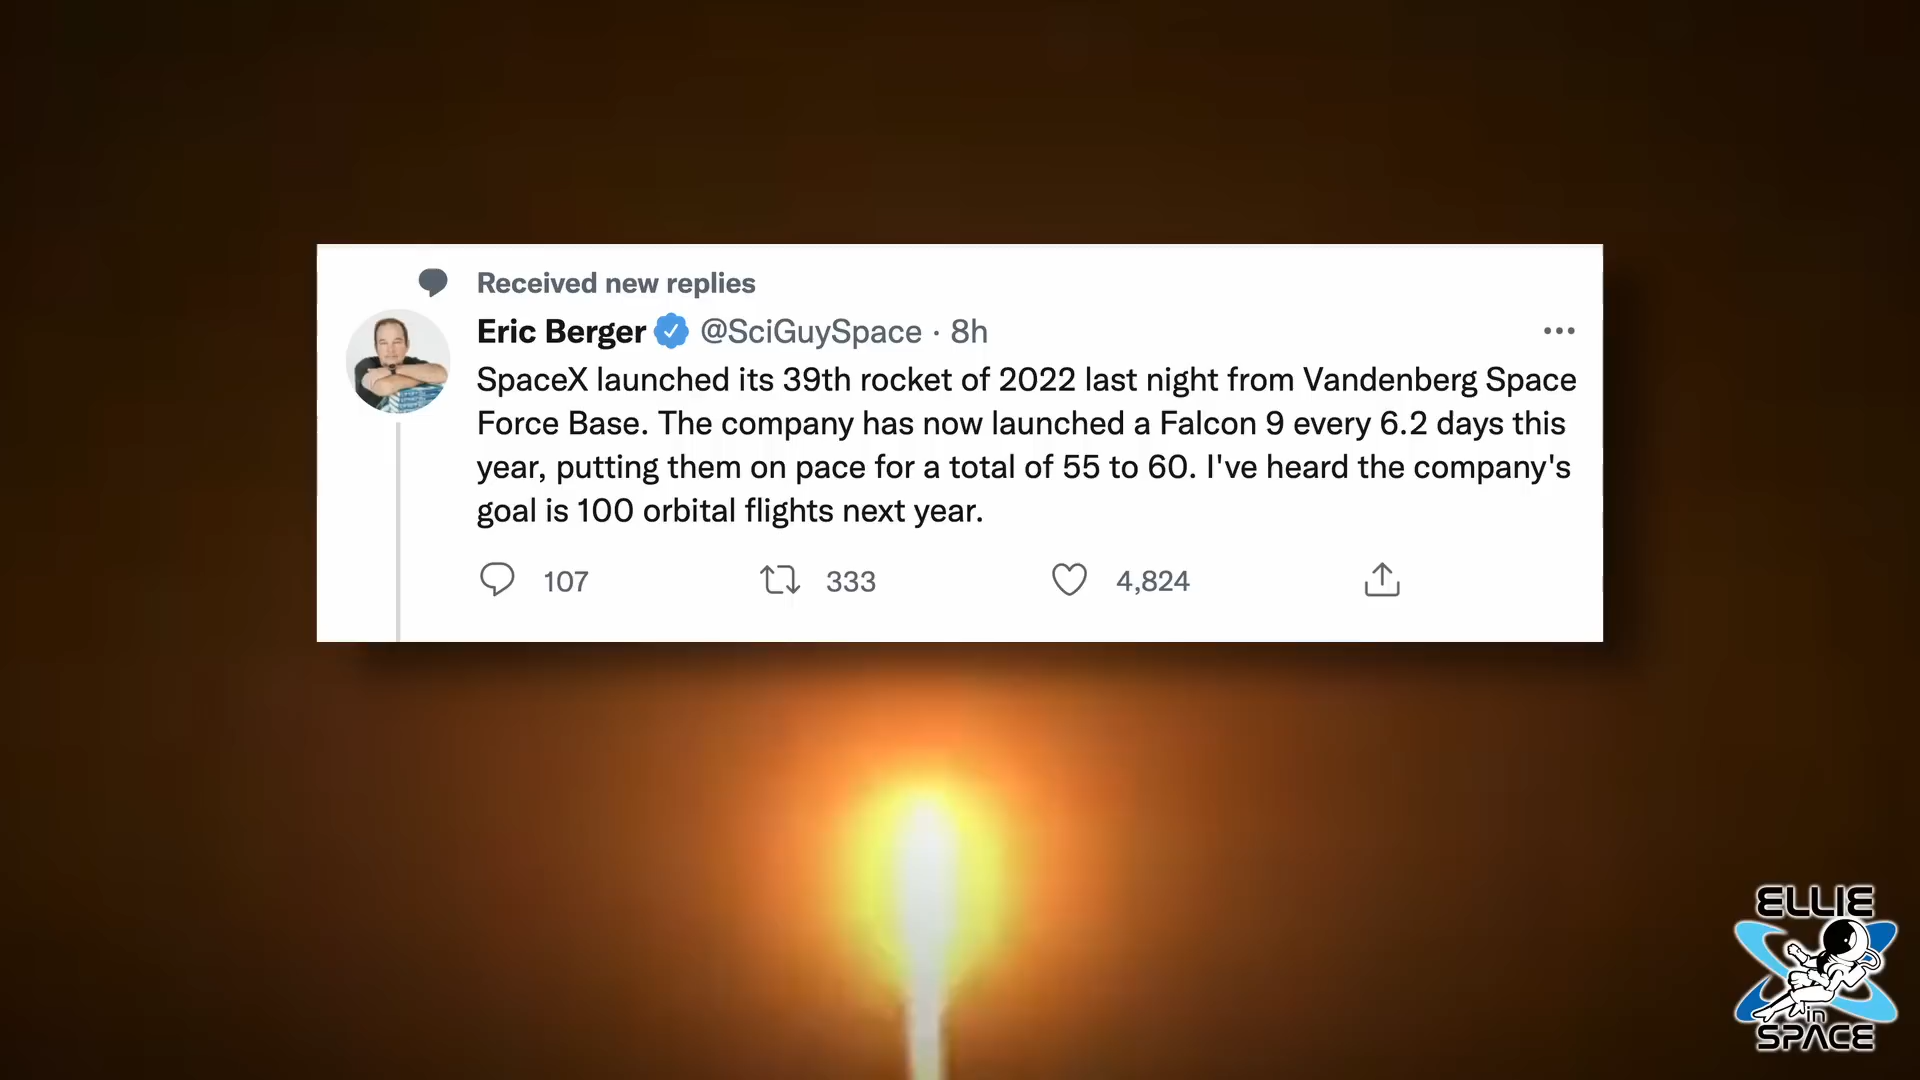 Received new replies
Eric Berger @SciGuySpace · 8h
SpaceX launched its 39th rocket of 2022 last night from Vandenberg Space
Force Base. The company has now launched a Falcon 9 every 6.2 days this
year, putting them on pace for a total of 55 to 60. I've heard the company's
goal is 100 orbital flights next year.
107 333 4,824
ELLIE
in
SPACE